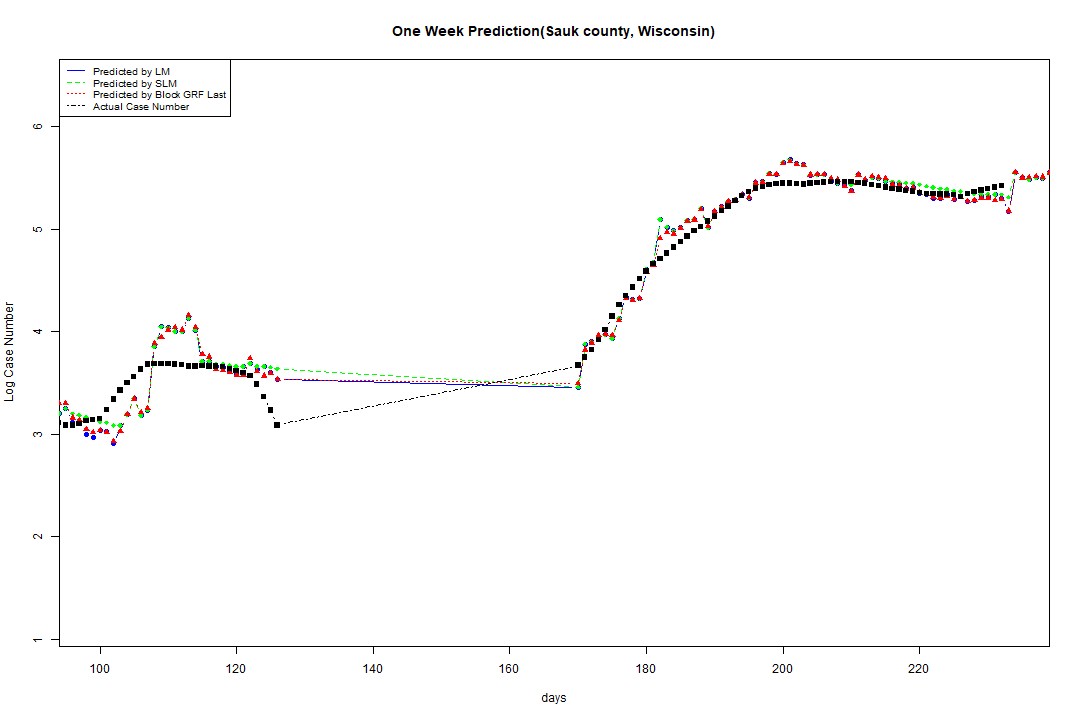 One Week Prediction(Sauk county, Wisconsin)
Predicted by LM
Predicted by SLM
Predicted by Block GRF Last
Actual Case Number
6
5
4
3
2
1
Log Case Number
100 120 140 160 180 200 220
days